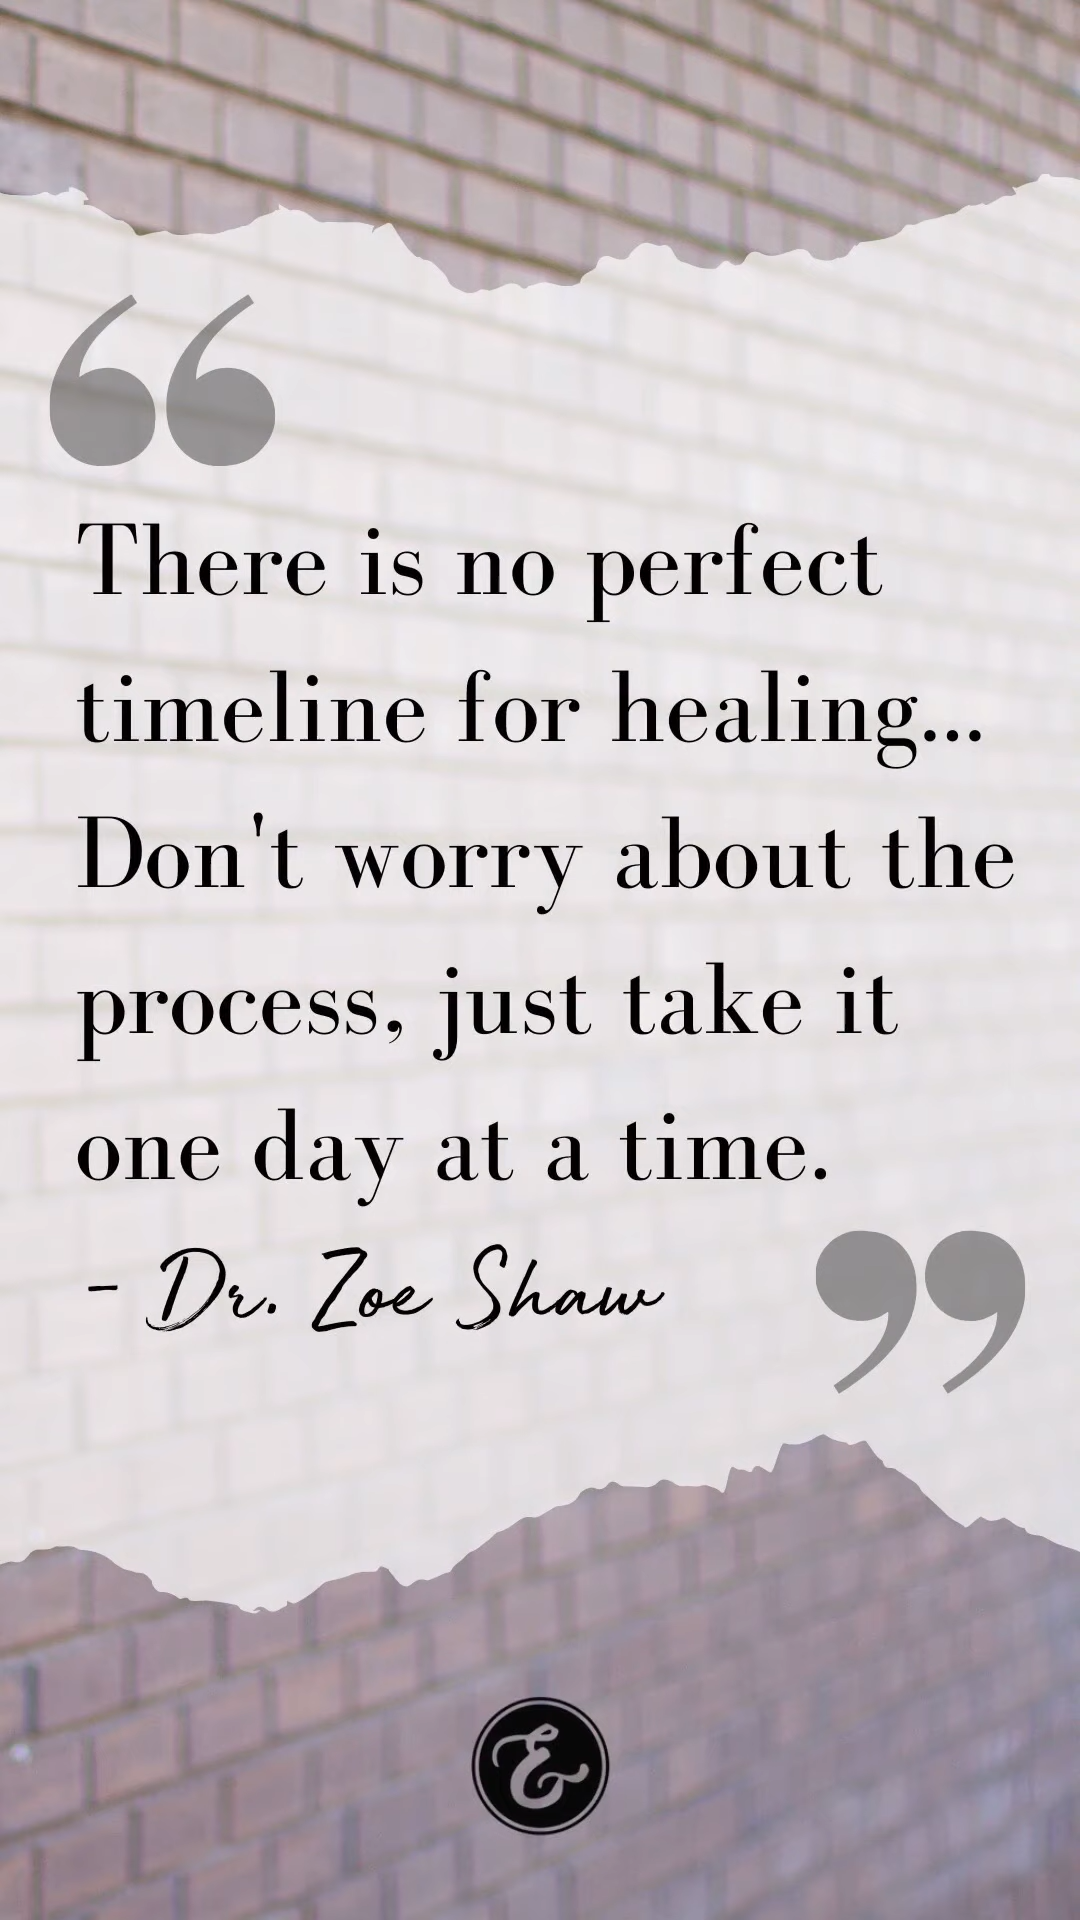 “
There is no perfect
timeline for healing...
Don't worry about the
process, just take it
one day at a time.
- Dr. Zoe Shaw
”
&